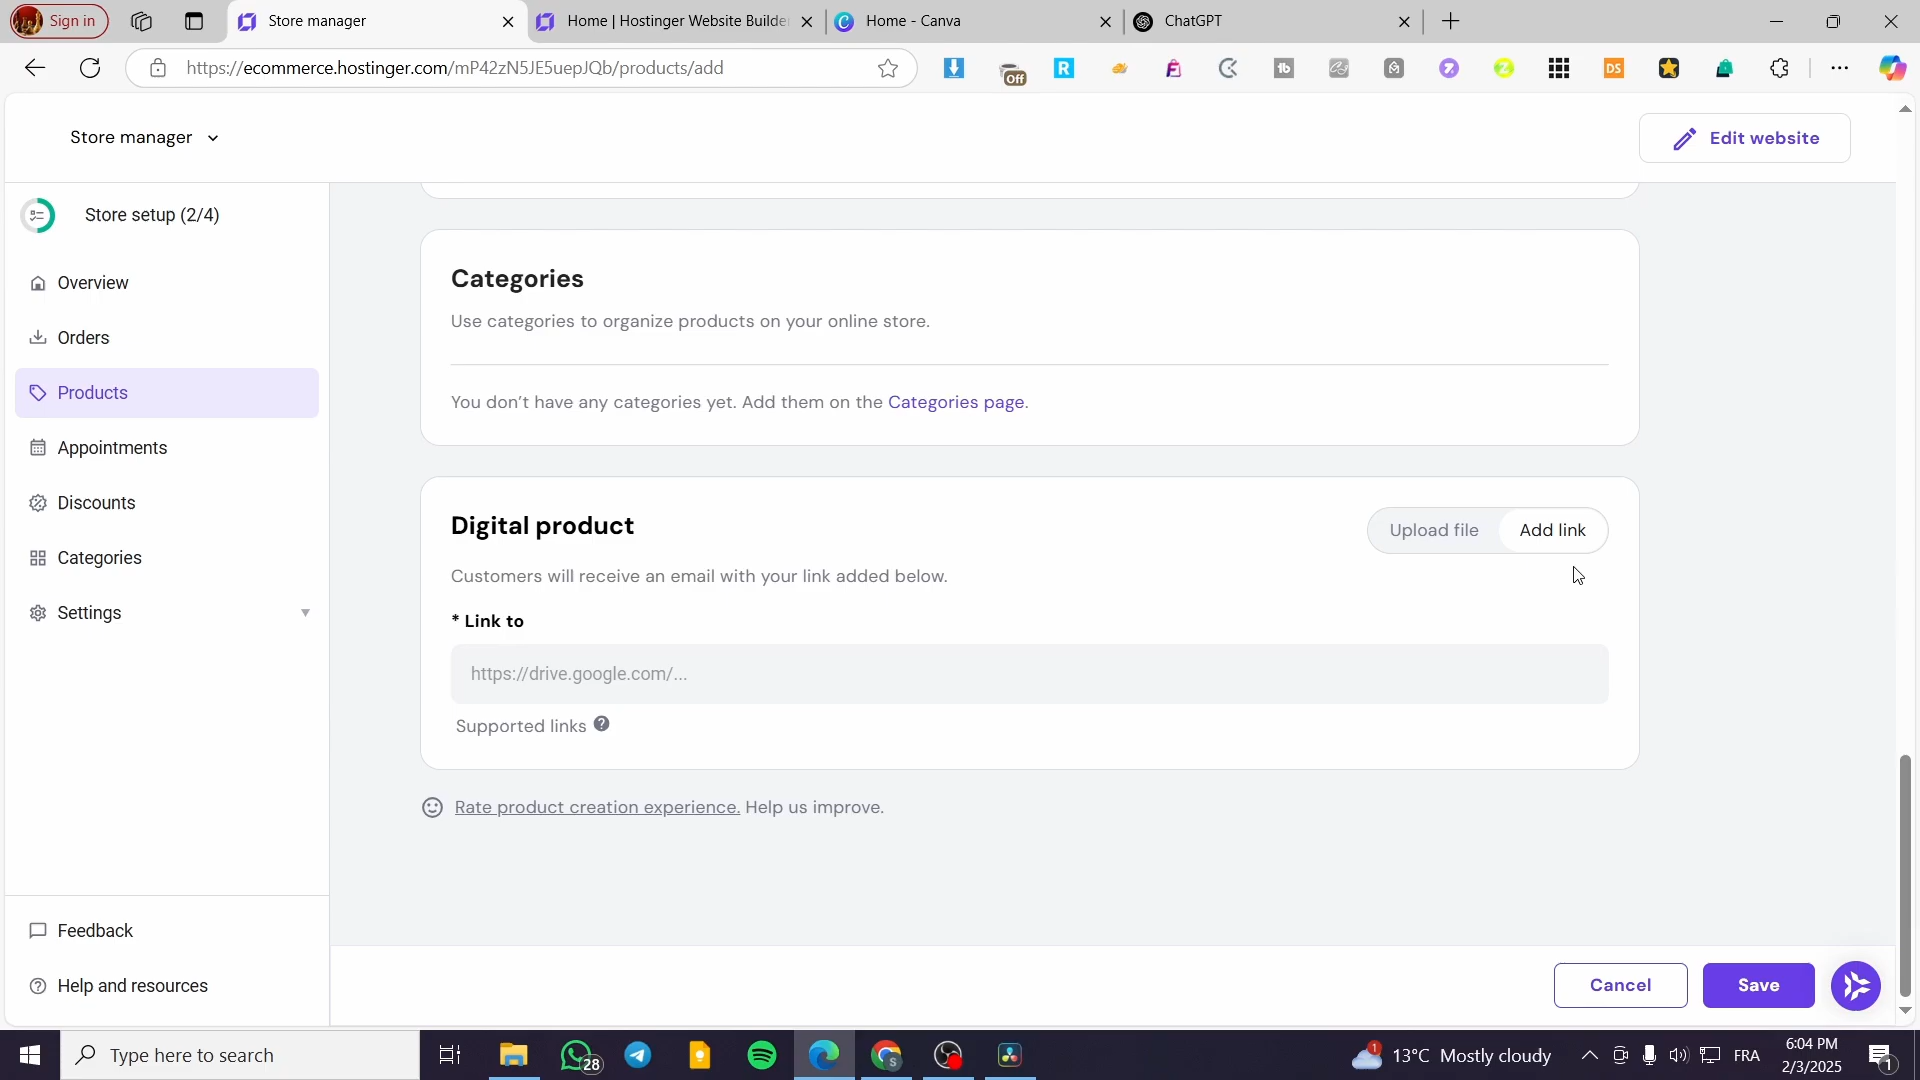 Sign in
Store manager
Home | Hostinger Website Builde
Home - Canva
ChatGPT
https://ecommerce.hostinger.com/mP42zN5JE5uepJQb/products/add
Off
R
tb
DS
Store manager
Edit website
Store setup (2/4)
Overview
Orders
Products
Appointments
Discounts
Categories
Settings
Feedback
Help and resources
Categories
Use categories to organize products on your online store.
You don’t have any categories yet. Add them on the Categories page.
Digital product
Upload file
Add link
Customers will receive an email with your link added below.
* Link to
https://drive.google.com/...
Supported links
Rate product creation experience. Help us improve.
Cancel
Save
Type here to search
28
S
1
13°C Mostly cloudy
FRA
6:04 PM
2/3/2025
1